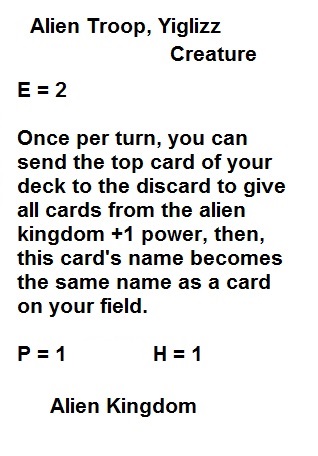 Alien Troop, Yiglizz
Creature
E = 2
Once per turn, you can
send the top card of your
deck to the discard to give
all cards from the alien
kingdom +1 power, then,
this card's name becomes
the same name as a card
on your field.
P = 1 H = 1
Alien Kingdom